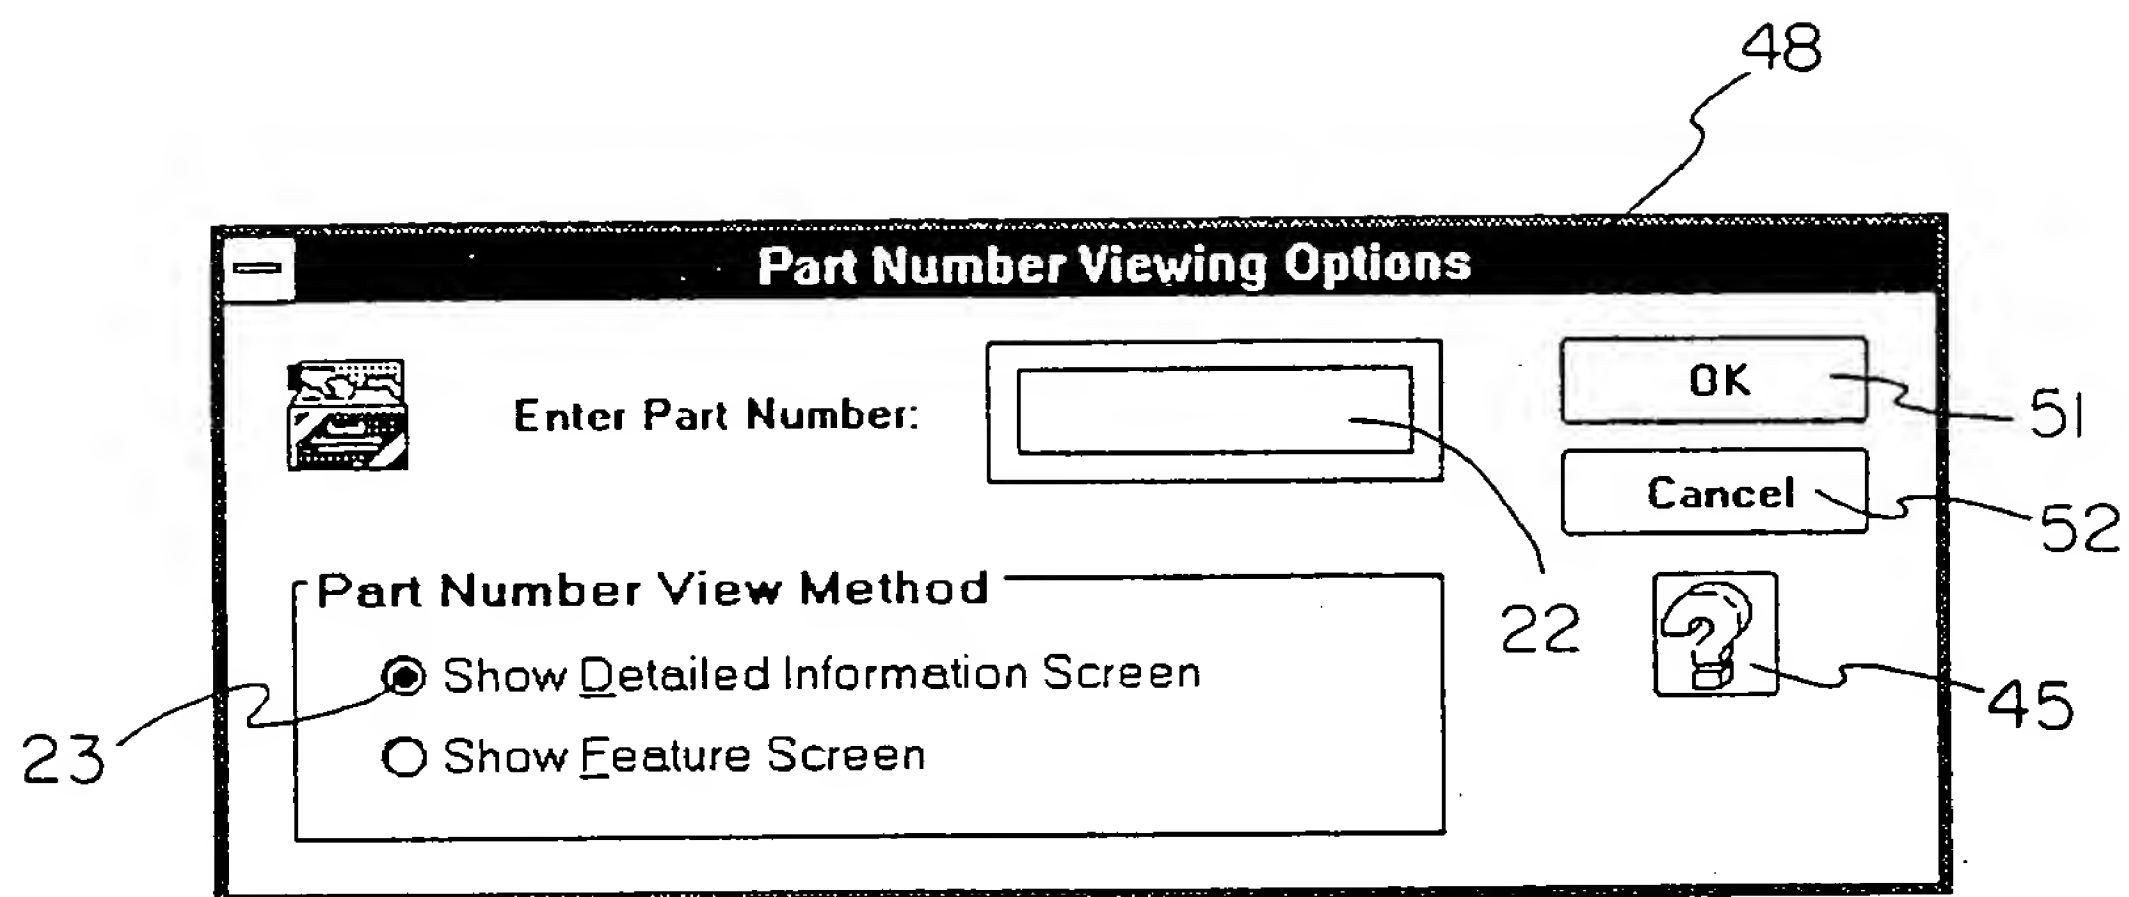 48
Part Number Viewing Options
Enter Part Number:
OK
51
Cancel
52
22
Part Number View Method
Show Detailed Information Screen
45
23
Show Feature Screen